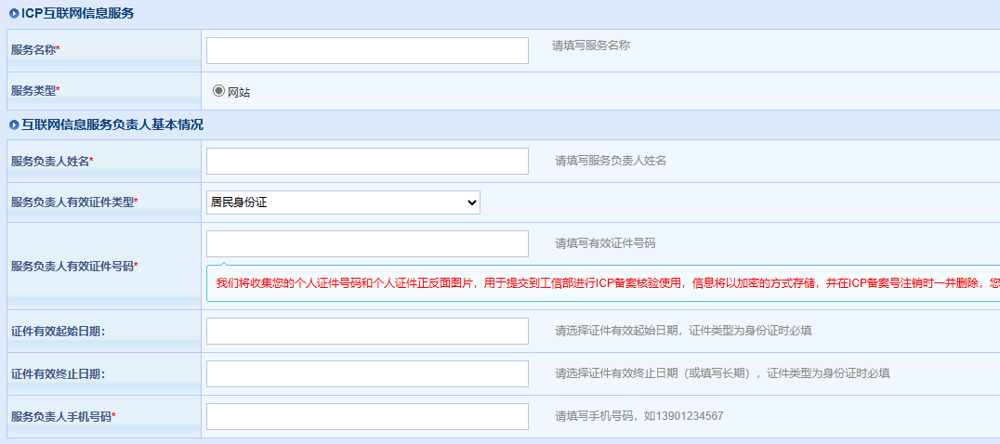 ICP互联网信息服务
服务名称* 请填写服务名称
服务类型* 网站
互联网信息服务负责人基本情况
服务负责人姓名* 请填写服务负责人姓名
服务负责人有效证件类型* 居民身份证
服务负责人有效证件号码* 请填写有效证件号码
我们将收集您的个人证件号码和个人证件正反面图片，用于提交到工信部进行ICP备案核验使用，信息将以加密的方式存储，并在ICP备案号注销时一并删除，您
证件有效起始日期： 请选择证件有效起始日期，证件类型为身份证时必填
证件有效终止日期： 请选择证件有效终止日期（或填写长期），证件类型为身份证时必填
服务负责人手机号码* 请填写手机号码，如13901234567